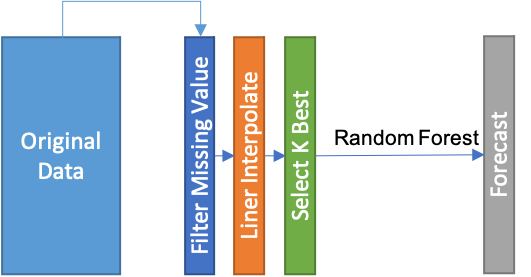 Original
Data
Filter Missing Value
Liner Interpolate
Select K Best
Random Forest
Forecast